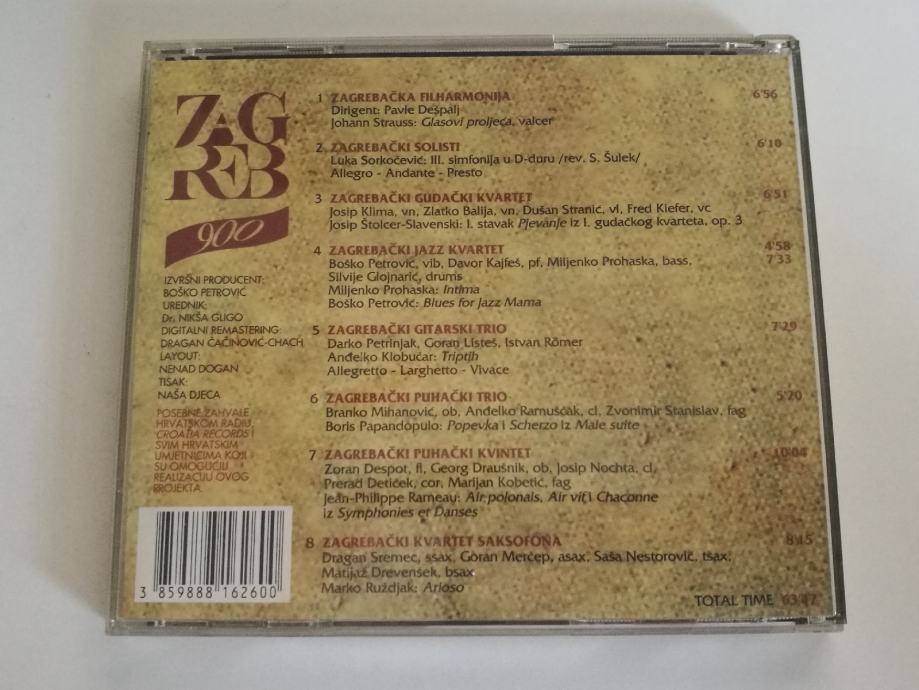 ZAG
REB
900
IZVRŠNI PRODUCENT:
BOŠKO PETROVIĆ
UREDNIK:
Dr. NIKŠA GLIGO
DIGITALNI REMASTERING:
DRAGAN ČAČINOVIĆ-CHACH
LAYOUT:
NENAD DOGAN
TISAK:
NAŠA DJECA
POSEBNE ZAHVALE
HRVATSKOM RADIJU,
CROATIA RECORDS I
SVIM HRVATSKIM
UMJETNICIMA KOJI
SU OMOGUĆILI
REALIZACIJU OVOG
PROJEKTA
3 859888 162600
1 ZAGREBAČKA FILHARMONIJA 6'56
Dirigent: Pavle Dešpalj
Johann Strauss: Glasovi proljeća, valcer
2 ZAGREBAČKI SOLISTI 6'10
Luka Sorkočević: III. simfonija u D-duru /rev. S. Šulek/
Allegro - Andante - Presto
3 ZAGREBAČKI GUDAČKI KVARTET 6'51
Josip Klima, vn, Zlatko Balija, vn, Dušan Stranić, vl, Fred Kiefer, vc
Josip Štolcer-Slavenski: I. stavak Pjevanje iz I. gudačkog kvarteta, op. 3
4 ZAGREBAČKI JAZZ KVARTET 4'58
Boško Petrović, vib, Davor Kajfeš, pf, Miljenko Prohaska, bass, 7'33
Silvije Glojnarić, drums
Miljenko Prohaska: Intima
Boško Petrović: Blues for Jazz Mama
5 ZAGREBAČKI GITARSKI TRIO 7'29
Darko Petrinjak, Goran Listeš, Istvan Römer
Anđelko Klobučar: Triptih
Allegretto - Larghetto - Vivace
6 ZAGREBAČKI PUHAČKI TRIO 5'20
Branko Mihanović, ob, Anđelko Ramušćak, cl, Zvonimir Stanislav, fag
Boris Papandopulo: Popevka i Scherzo iz Male suite
7 ZAGREBAČKI PUHAČKI KVINTET 10'04
Zoran Despot, fl, Georg Draušnik, ob, Josip Nochta, cl,
Prerad Detiček, cor, Marijan Kobetić, fag
Jean-Philippe Rameau: Air polonais, Air vif i Chaconne
iz Symphonies et Danses
8 ZAGREBAČKI KVARTET SAKSOFONA 8'15
Dragan Sremec, ssax, Goran Merčep, asax, Saša Nestorović, tsax,
Matijaž Drevenšek, bsax
Marko Ruždjak: Arioso
TOTAL TIME 63'47